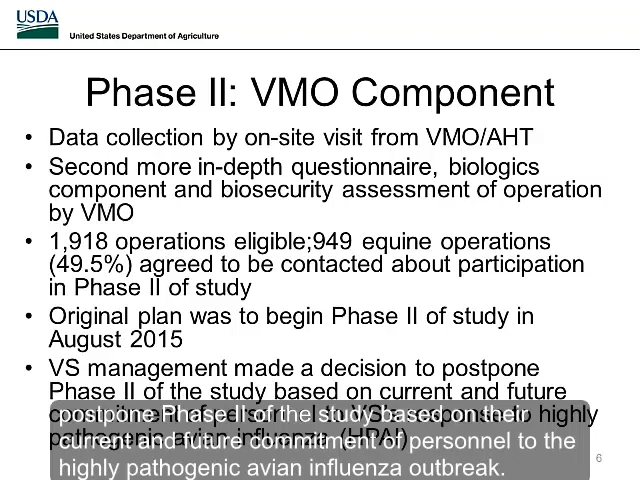 USDA
United States Department of Agriculture
Phase II: VMO Component
• Data collection by on-site visit from VMO/AHT
• Second more in-depth questionnaire, biologics
component and biosecurity assessment of operation
by VMO
• 1,918 operations eligible;949 equine operations
(49.5%) agreed to be contacted about participation
in Phase II of study
• Original plan was to begin Phase II of study in
August 2015
• VS management made a decision to postpone
Phase II of the study based on current and future
highly
(HPAI)
postpone Phase II of the study based on their
current and future commitment of personnel to the
highly pathogenic avian influenza outbreak.
6